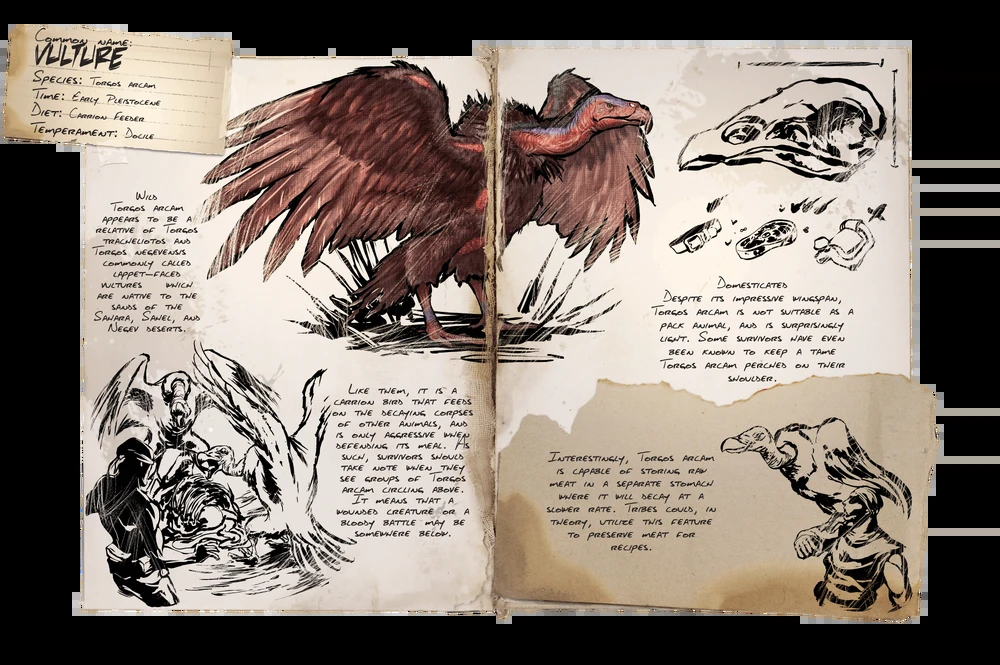 Common name:
VULTURE
Species: Torgos arcam
Time: Early Pleistocene
Diet: Carrion Feeder
Temperament: Docile
Wild
Torgos arcam
appears to be a
relative of Torgos
tracheliotos and
Torgos negevensis
commonly called
lappet-faced
vultures which
are native to the
sands of the
Sahara, Sahel, and
Negev deserts.
Like them, it is a
carrion bird that feeds
on the decaying corpses
of other animals, and
is only aggressive when
defending its meal. As
such, survivors should
take note when they
see groups of Torgos
arcam circling above.
It means that a
wounded creature or a
bloody battle may be
somewhere below.
Domesticated
Despite its impressive wingspan,
Torgos arcam is not suitable as a
pack animal, and is surprisingly
light. Some survivors have even
been known to keep a tame
Torgos arcam perched on their
shoulder.
Interestingly, Torgos arcam
is capable of storing raw
meat in a separate stomach
where it will decay at a
slower rate. Tribes could, in
theory, utilize this feature
to preserve meat for
recipes.